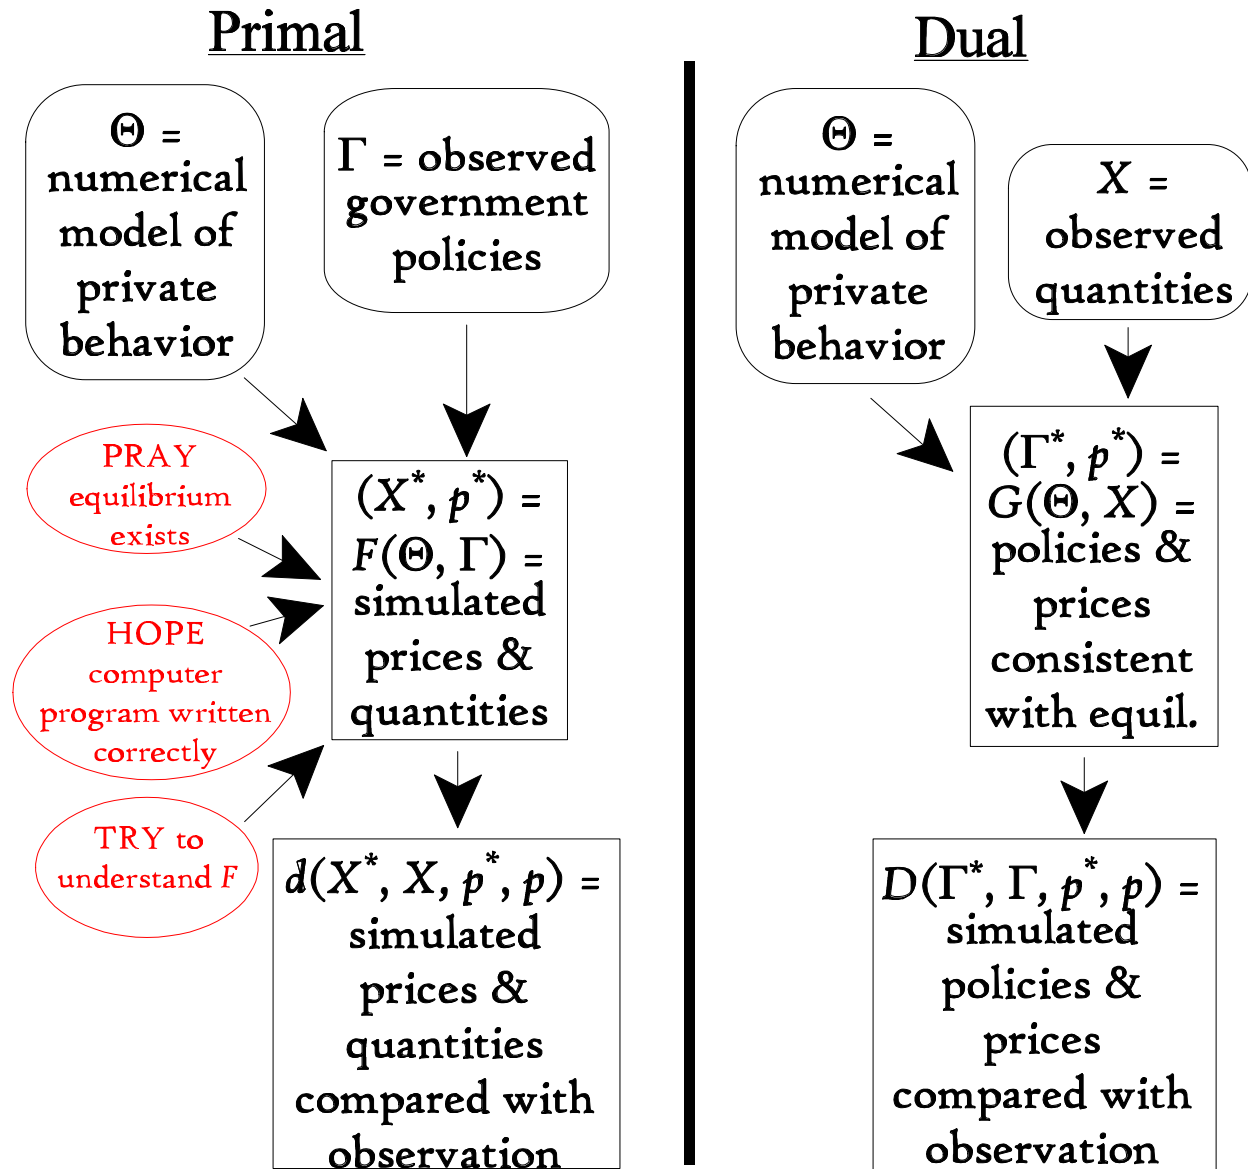 Primal
Θ =
numerical
model of
private
behavior
Γ = observed
government
policies
PRAY
equilibrium
exists
HOPE
computer
program written
correctly
TRY to
understand F
(X*, p*) =
F(Θ, Γ) =
simulated
prices &
quantities
d(X*, X, p*, p) =
simulated
prices &
quantities
compared with
observation
Dual
Θ =
numerical
model of
private
behavior
X =
observed
quantities
(Γ*, p*) =
G(Θ, X) =
policies &
prices
consistent
with equil.
D(Γ*, Γ, p*, p) =
simulated
policies &
prices
compared with
observation